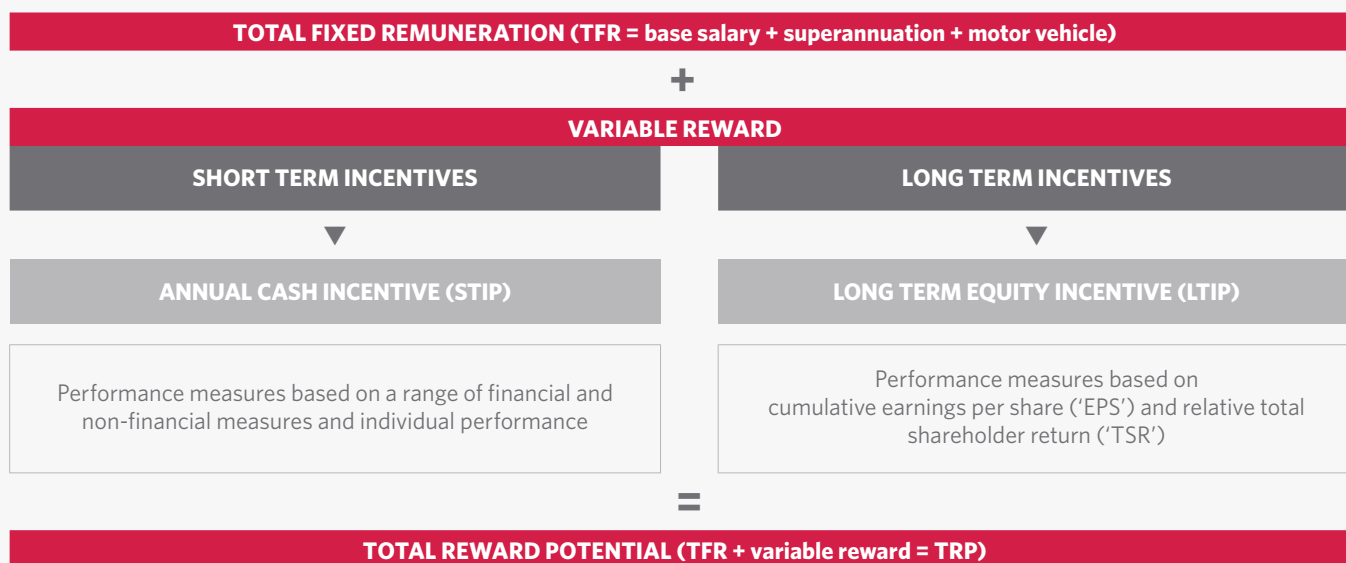 TOTAL FIXED REMUNERATION (TFR = base salary + superannuation + motor vehicle)
+
VARIABLE REWARD
SHORT TERM INCENTIVES
LONG TERM INCENTIVES
ANNUAL CASH INCENTIVE (STIP)
LONG TERM EQUITY INCENTIVE (LTIP)
Performance measures based on a range of financial and
non-financial measures and individual performance
Performance measures based on
cumulative earnings per share (‘EPS’) and relative total
shareholder return (‘TSR’)
=
TOTAL REWARD POTENTIAL (TFR + variable reward = TRP)